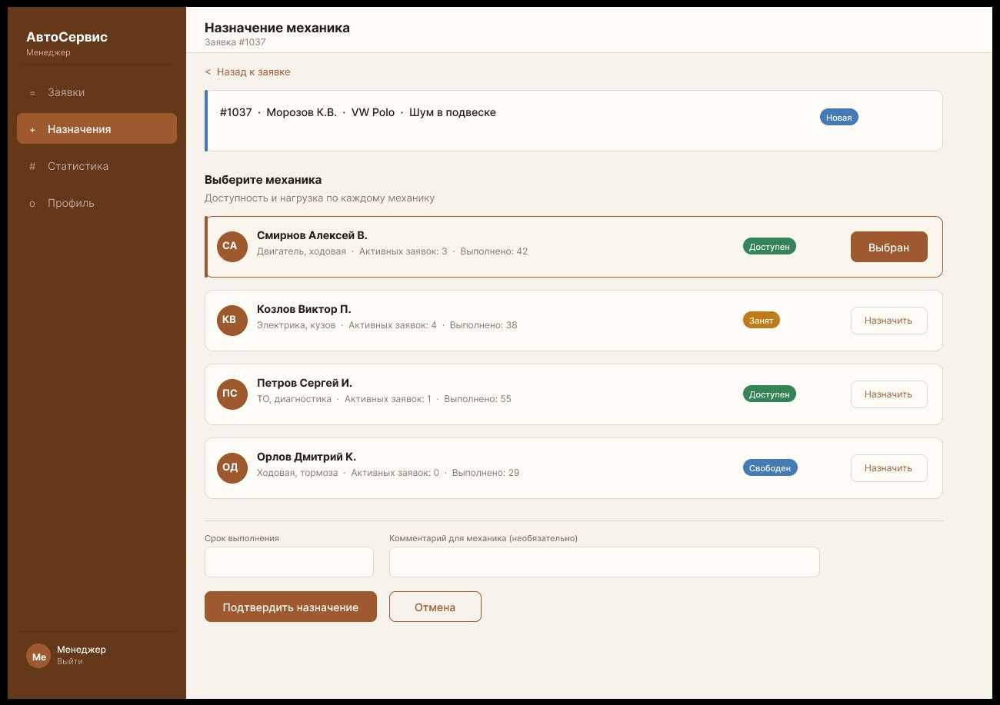 АвтоСервис
Менеджер
= Заявки
+ Назначения
# Статистика
o Профиль
Ме
Менеджер
Выйти
Назначение механика
Заявка #1037
< Назад к заявке
#1037 · Морозов К.В. · VW Polo · Шум в подвеске
Новая
Выберите механика
Доступность и нагрузка по каждому механику
СА
Смирнов Алексей В.
Двигатель, ходовая · Активных заявок: 3 · Выполнено: 42
Доступен
Выбран
КВ
Козлов Виктор П.
Электрика, кузов · Активных заявок: 4 · Выполнено: 38
Занят
Назначить
ПС
Петров Сергей И.
ТО, диагностика · Активных заявок: 1 · Выполнено: 55
Доступен
Назначить
ОД
Орлов Дмитрий К.
Ходовая, тормоза · Активных заявок: 0 · Выполнено: 29
Свободен
Назначить
Срок выполнения
Комментарий для механика (необязательно)
Подтвердить назначение
Отмена